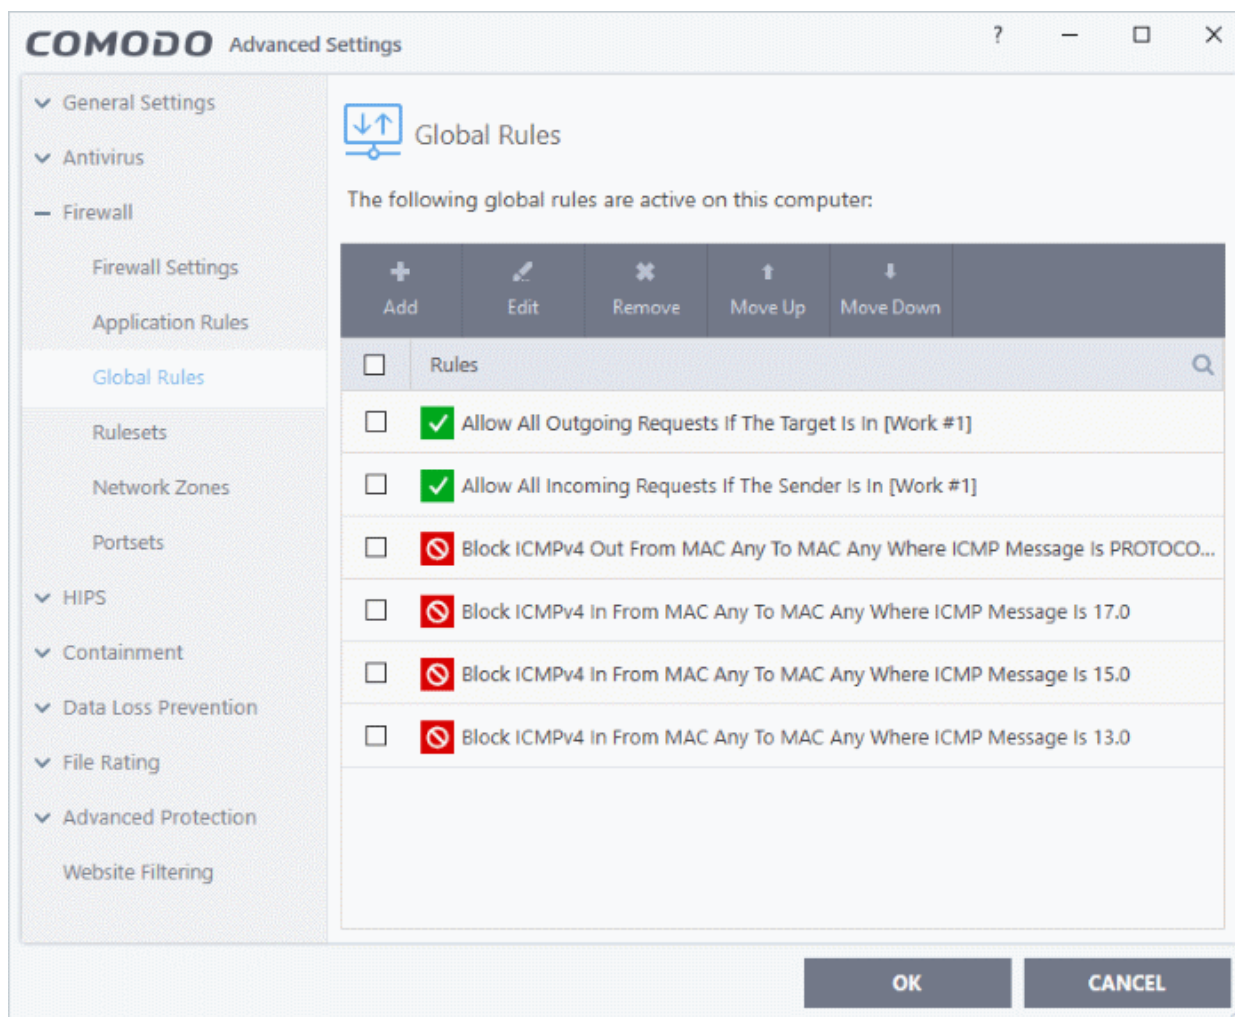 COMODO Advanced Settings ?
General Settings
Antivirus
Firewall
Firewall Settings
Application Rules
Global Rules
Rulesets
Network Zones
Portsets
HIPS
Containment
Data Loss Prevention
File Rating
Advanced Protection
Website Filtering
Global Rules
The following global rules are active on this computer:
Add Edit Remove Move Up Move Down
Rules
Allow All Outgoing Requests If The Target Is In [Work #1]
Allow All Incoming Requests If The Sender Is In [Work #1]
Block ICMPv4 Out From MAC Any To MAC Any Where ICMP Message Is PROTOCO...
Block ICMPv4 In From MAC Any To MAC Any Where ICMP Message Is 17.0
Block ICMPv4 In From MAC Any To MAC Any Where ICMP Message Is 15.0
Block ICMPv4 In From MAC Any To MAC Any Where ICMP Message Is 13.0
OK CANCEL